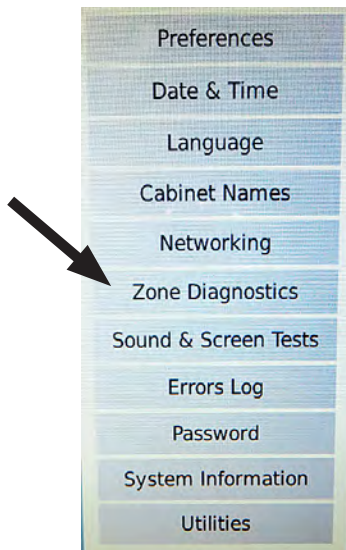 Preferences
Date & Time
Language
Cabinet Names
Networking
Zone Diagnostics
Sound & Screen Tests
Errors Log
Password
System Information
Utilities